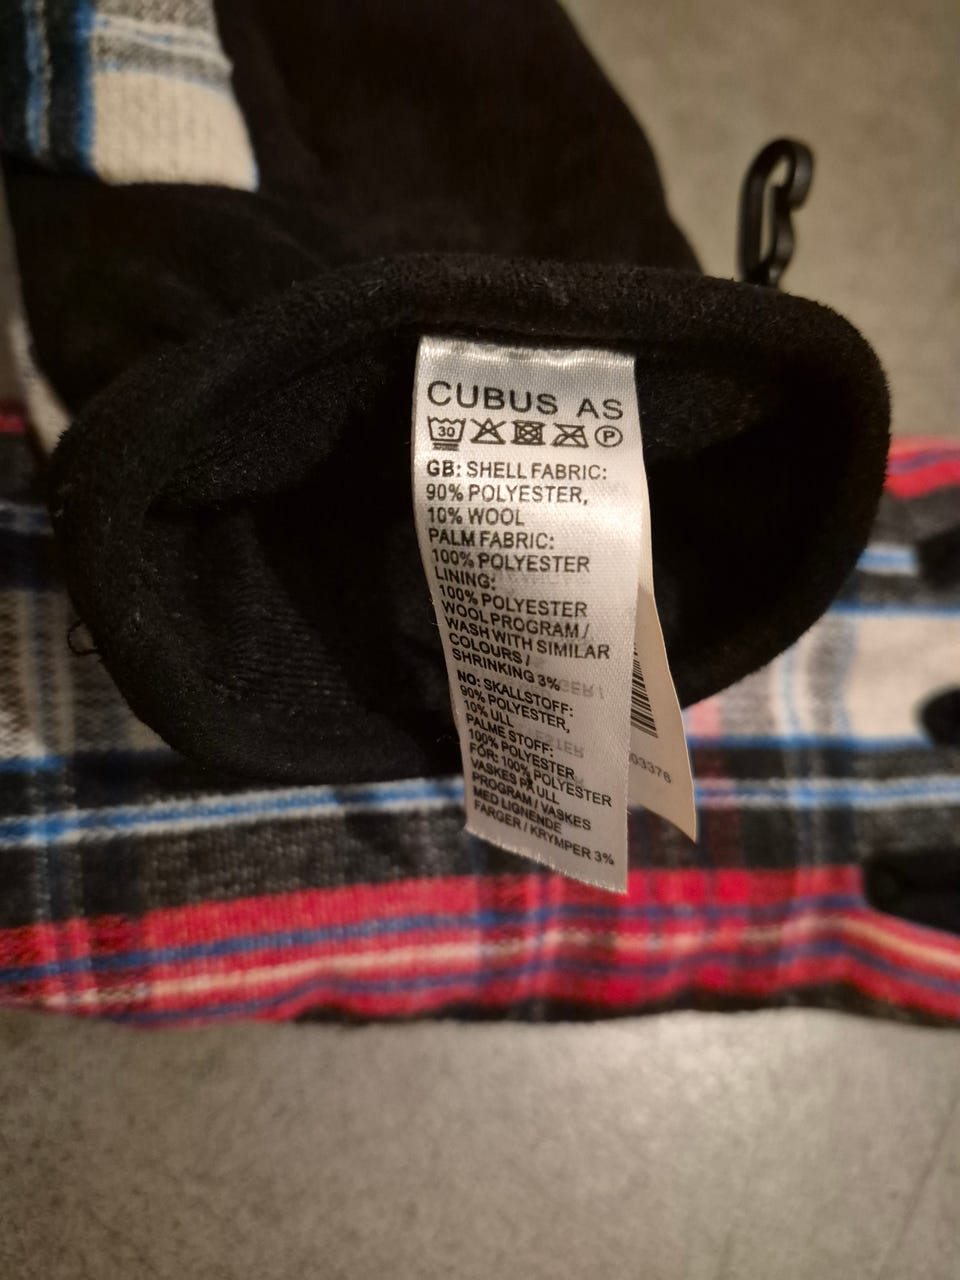 CUBUS AS
30 P
GB: SHELL FABRIC:
90% POLYESTER,
10% WOOL
PALM FABRIC:
100% POLYESTER
LINING:
100% POLYESTER
WOOL PROGRAM /
WASH WITH SIMILAR
COLOURS /
SHRINKING 3%
NO: SKALLSTOFF:
90% POLYESTER,
10% ULL
PALME STOFF:
100% POLYESTER
FÔR: 100% POLYESTER
VASKES PÅ ULL
PROGRAM / VASKES
MED LIGNENDE
FARGER / KRYMPER 3%
03376